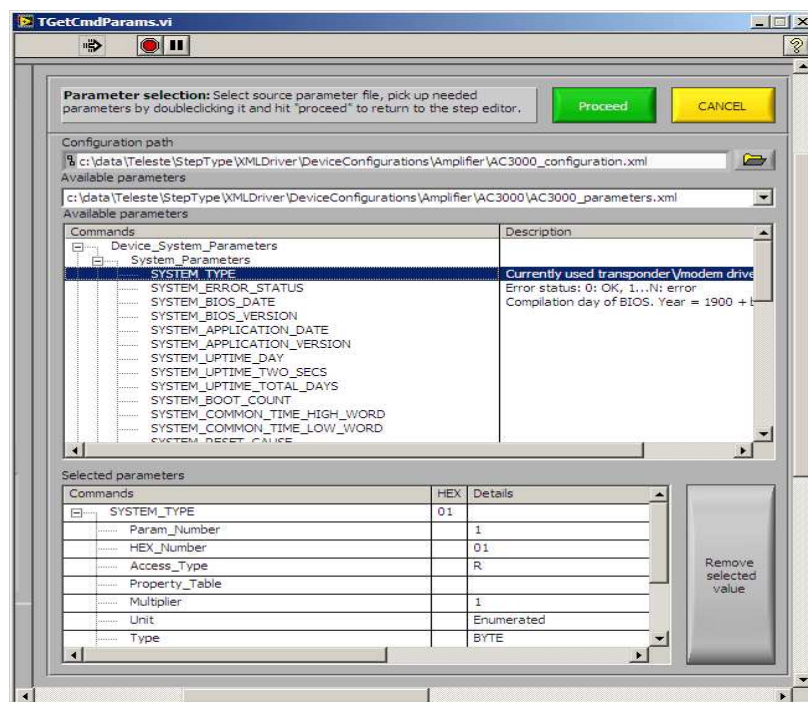 TGetCmdParams.vi
Parameter selection: Select source parameter file, pick up needed
parameters by doubleclicking it and hit "proceed" to return to the step editor.
Proceed
CANCEL
Configuration path
c:\data\Teleste\StepType\XMLDriver\DeviceConfigurations\Amplifier\AC3000_configuration.xml
Available parameters
c:\data\Teleste\StepType\XMLDriver\DeviceConfigurations\Amplifier\AC3000\AC3000_parameters.xml
Available parameters
Commands Description
Device_System_Parameters
System_Parameters
SYSTEM_TYPE Currently used transponder\/modem drive
SYSTEM_ERROR_STATUS Error status: 0: OK, 1...N: error
SYSTEM_BIOS_DATE Compilation day of BIOS. Year = 1900 +
SYSTEM_BIOS_VERSION
SYSTEM_APPLICATION_DATE
SYSTEM_APPLICATION_VERSION
SYSTEM_UPTIME_DAY
SYSTEM_UPTIME_TWO_SECS
SYSTEM_UPTIME_TOTAL_DAYS
SYSTEM_BOOT_COUNT
SYSTEM_COMMON_TIME_HIGH_WORD
SYSTEM_COMMON_TIME_LOW_WORD
SYSTEM_RESET_CAUSE
Selected parameters
Commands HEX Details
SYSTEM_TYPE 01
Param_Number 1
HEX_Number 01
Access_Type R
Property_Table
Multiplier 1
Unit Enumerated
Type BYTE
Remove
selected
value